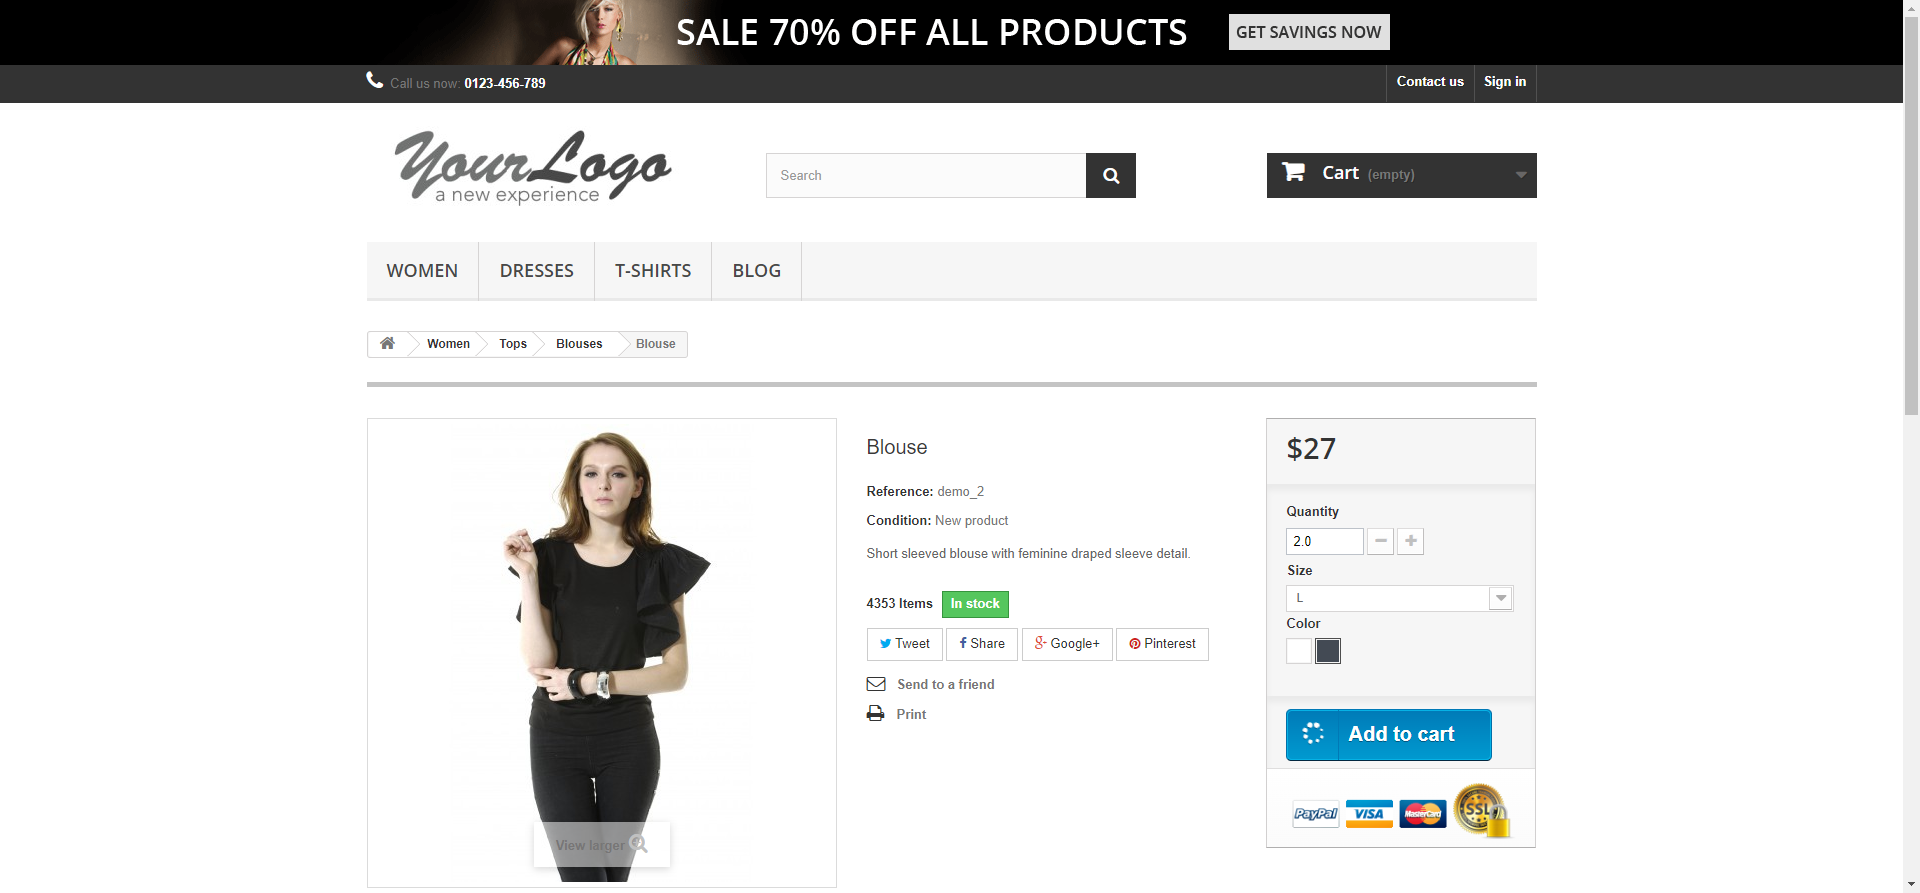 SALE 70% OFF ALL PRODUCTS GET SAVINGS NOW
Call us now: 0123-456-789 Contact us Sign in
YourLogo
a new experience
Search
Cart (empty)
WOMEN DRESSES T-SHIRTS BLOG
Women Tops Blouses Blouse
Blouse
Reference: demo_2
Condition: New product
Short sleeved blouse with feminine draped sleeve detail.
4353 Items In stock
Tweet Share Google+ Pinterest
Send to a friend
Print
View larger
$27
Quantity
2.0
Size
L
Color
Add to cart
PayPal VISA MasterCard SSL